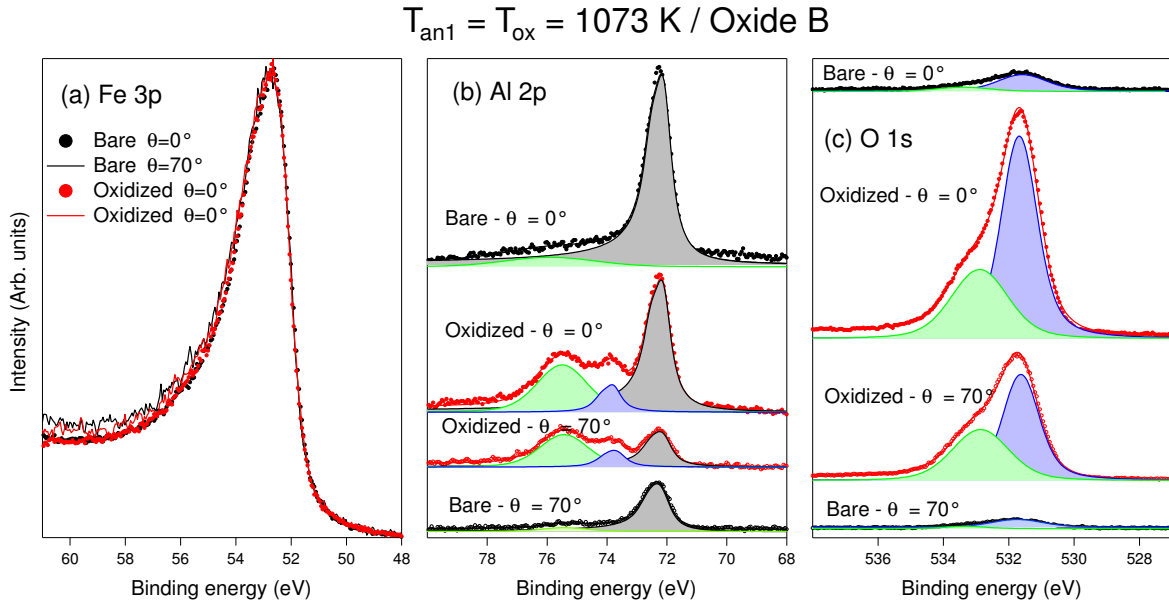 Tan1 = Tox = 1073 K / Oxide B
(a) Fe 3p
Bare θ=0°
Bare θ=70°
Oxidized θ=0°
Oxidized θ=0°
Intensity (Arb. units)
60 58 56 54 52 50 48
Binding energy (eV)
(b) Al 2p
Bare - θ = 0°
Oxidized - θ = 0°
Oxidized - θ = 70°
Bare - θ = 70°
78 76 74 72 70 68
Binding energy (eV)
Bare - θ = 0°
(c) O 1s
Oxidized - θ = 0°
Oxidized - θ = 70°
Bare - θ = 70°
536 534 532 530 528
Binding energy (eV)